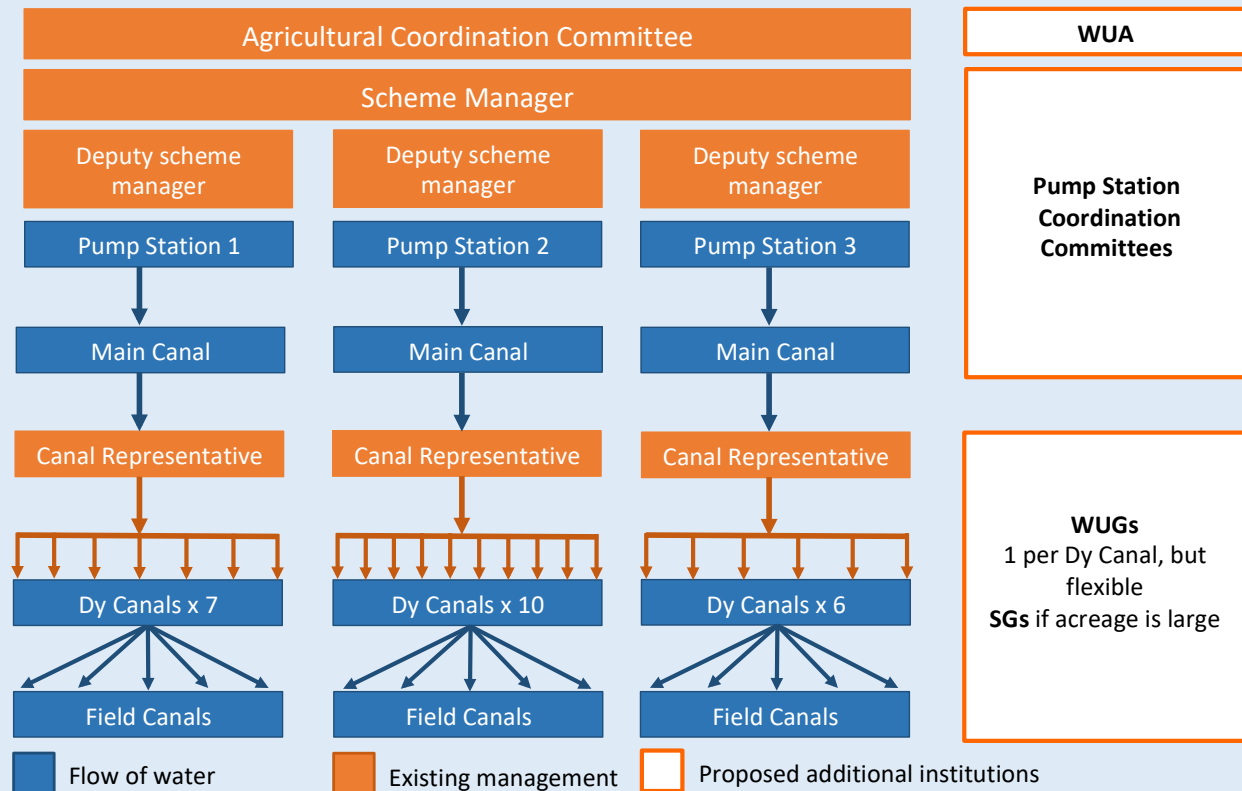 Agricultural Coordination Committee
WUA
Scheme Manager
Deputy scheme
manager
Deputy scheme
manager
Deputy scheme
manager
Pump Station
Coordination
Committees
Pump Station 1
Pump Station 2
Pump Station 3
Main Canal
Main Canal
Main Canal
Canal Representative
Canal Representative
Canal Representative
WUGs
1 per Dy Canal, but
flexible
SGs if acreage is large
Dy Canals x 7
Dy Canals x 10
Dy Canals x 6
Field Canals
Field Canals
Field Canals
Flow of water
Existing management
Proposed additional institutions